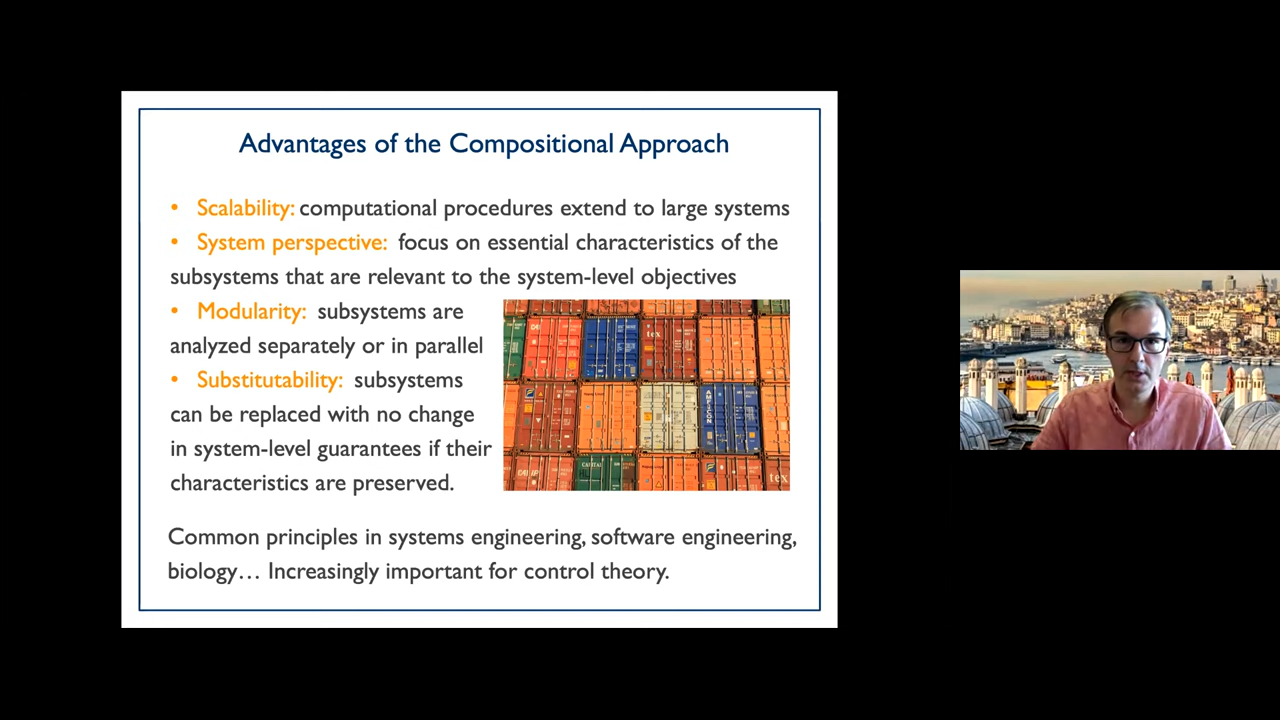 Advantages of the Compositional Approach
• Scalability: computational procedures extend to large systems
• System perspective: focus on essential characteristics of the
subsystems that are relevant to the system-level objectives
• Modularity: subsystems are
analyzed separately or in parallel
• Substitutability: subsystems
can be replaced with no change
in system-level guarantees if their
characteristics are preserved.
tex
CAPITAL
tex
Common principles in systems engineering, software engineering,
biology… Increasingly important for control theory.